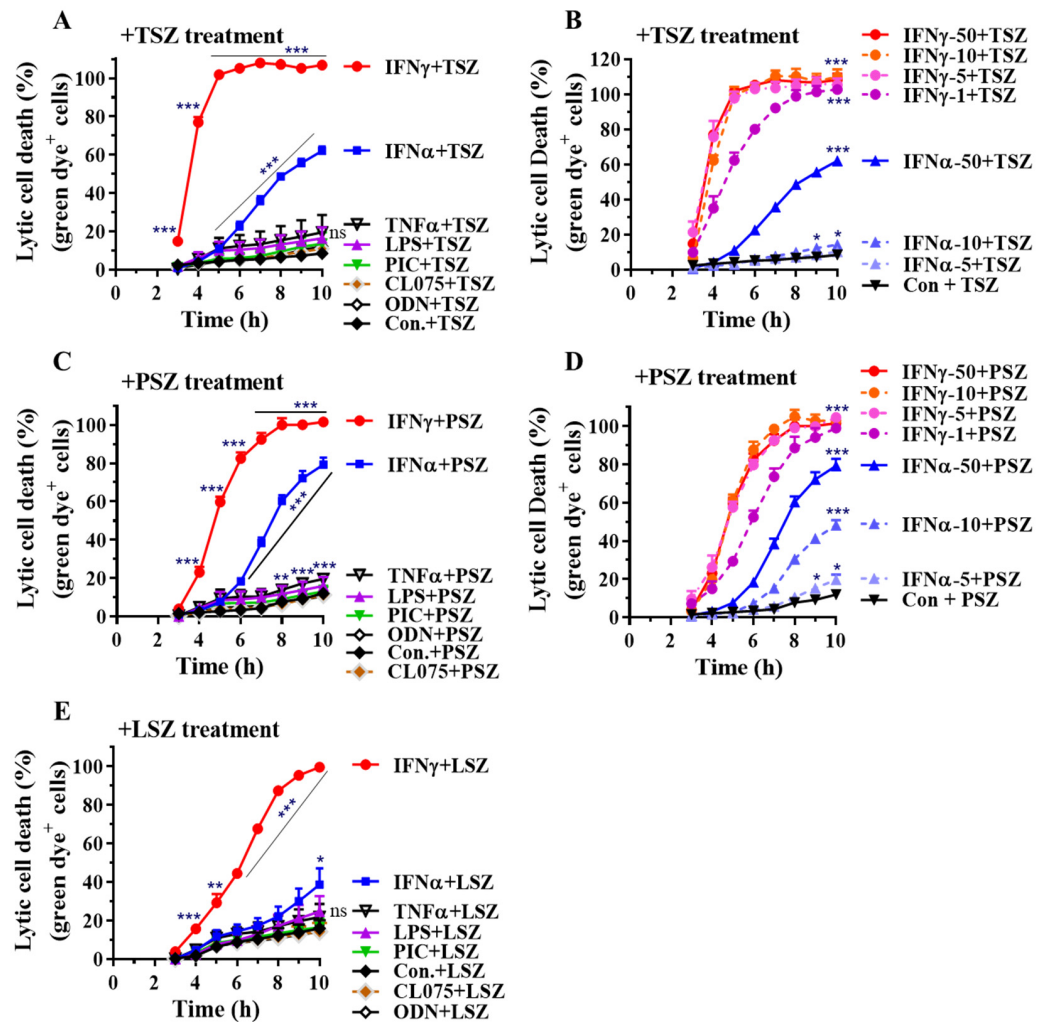 A
+TSZ treatment
Lytic cell death (%)
(green dye+ cells)
100
80
60
40
20
0
0 2 4 6 8 10
Time (h)
***
***
***
***
ns
IFNγ+TSZ
IFNα+TSZ
TNFα+TSZ
LPS+TSZ
PIC+TSZ
CL075+TSZ
ODN+TSZ
Con.+TSZ
B
+TSZ treatment
Lytic cell Death (%)
(green dye+ cells)
120
100
80
60
40
20
0
0 2 4 6 8 10
Time (h)
***
***
***
* *
IFNγ-50+TSZ
IFNγ-10+TSZ
IFNγ-5+TSZ
IFNγ-1+TSZ
IFNα-50+TSZ
IFNα-10+TSZ
IFNα-5+TSZ
Con + TSZ
C
+PSZ treatment
Lytic cell death (%)
(green dye+ cells)
100
80
60
40
20
0
0 2 4 6 8 10
Time (h)
***
***
***
***
***
** *** ***
IFNγ+PSZ
IFNα+PSZ
TNFα+PSZ
LPS+PSZ
PIC+PSZ
ODN+PSZ
Con.+PSZ
CL075+PSZ
D
+PSZ treatment
Lytic cell Death (%)
(green dye+ cells)
100
80
60
40
20
0
0 2 4 6 8 10
Time (h)
***
***
***
* *
IFNγ-50+PSZ
IFNγ-10+PSZ
IFNγ-5+PSZ
IFNγ-1+PSZ
IFNα-50+PSZ
IFNα-10+PSZ
IFNα-5+PSZ
Con + PSZ
E
+LSZ treatment
Lytic cell death (%)
(green dye+ cells)
100
80
60
40
20
0
0 2 4 6 8 10
Time (h)
***
**
***
*
ns
IFNγ+LSZ
IFNα+LSZ
TNFα+LSZ
LPS+LSZ
PIC+LSZ
Con.+LSZ
CL075+LSZ
ODN+LSZ